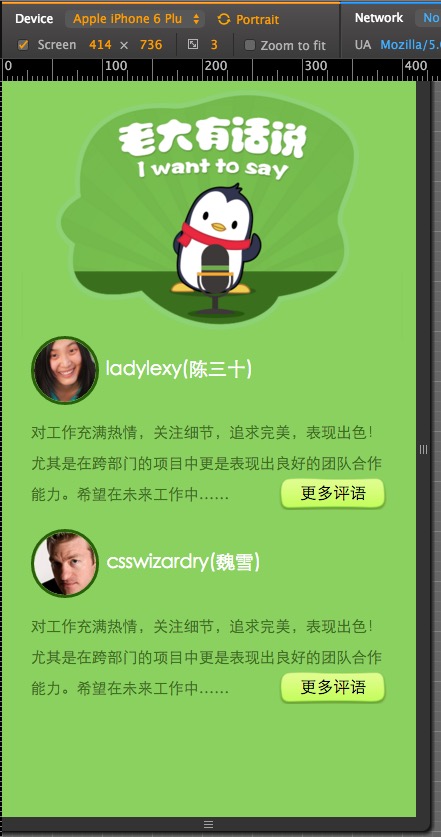 Device Apple iPhone 6 Plu Portrait Network No
Screen 414 × 736 3 Zoom to fit UA Mozilla/5.
0 100 200 300 400
老大有话说
I want to say
ladylexy(陈三十)
对工作充满热情，关注细节，追求完美，表现出色！
尤其是在跨部门的项目中更是表现出良好的团队合作
能力。希望在未来工作中…… 更多评语
csswizardry(魏雪)
对工作充满热情，关注细节，追求完美，表现出色！
尤其是在跨部门的项目中更是表现出良好的团队合作
能力。希望在未来工作中…… 更多评语